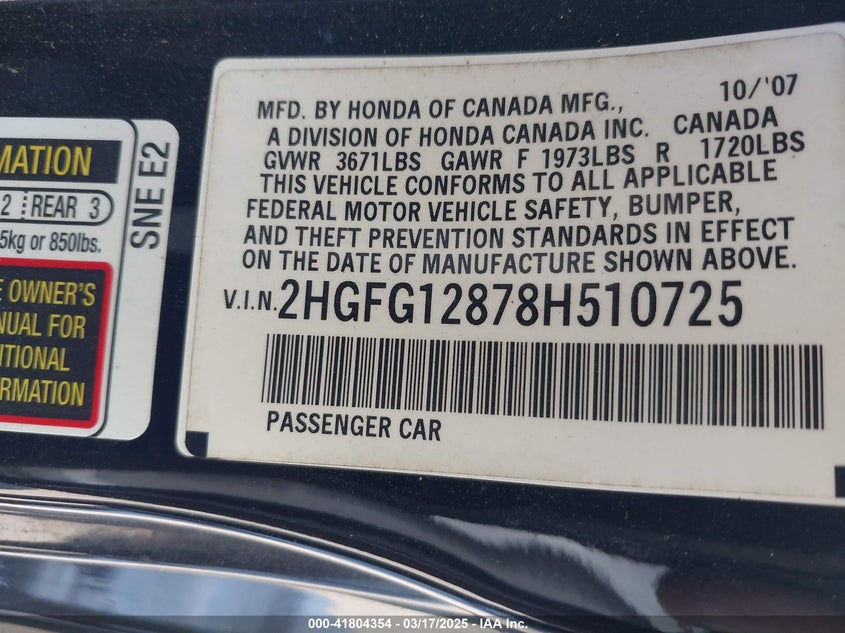 MATION
2 REAR 3
5kg or 850lbs.
E OWNER'S
NUAL FOR
ITIONAL
ORMATION
SNE E2
10/'07
MFD. BY HONDA OF CANADA MFG.,
A DIVISION OF HONDA CANADA INC. CANADA
GVWR 3671LBS GAWR F 1973LBS R 1720LBS
THIS VEHICLE CONFORMS TO ALL APPLICABLE
FEDERAL MOTOR VEHICLE SAFETY, BUMPER,
AND THEFT PREVENTION STANDARDS IN EFFECT
ON THE DATE OF MANUFACTURE SHOWN ABOVE.
V.I.N. 2HGFG12878H510725
PASSENGER CAR
000-41804354 - 03/17/2025 - IAA Inc.